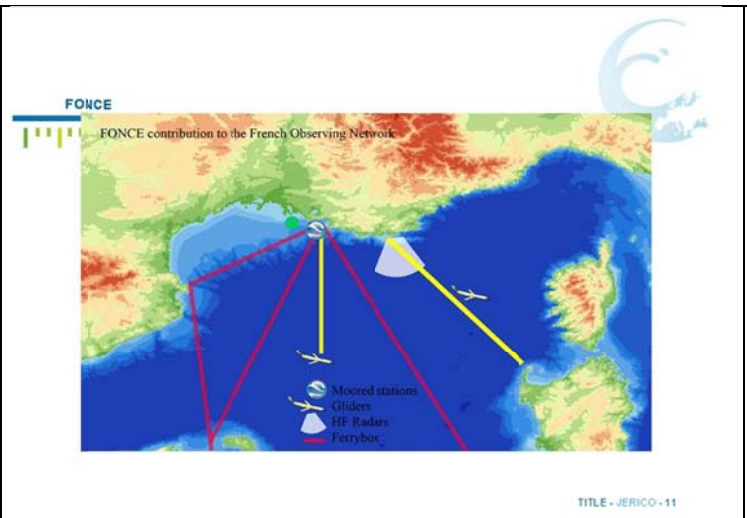 FONCE
FONCE contribution to the French Observing Network
Moored stations
Gliders
HF Radars
Ferrybox
TITLE - JERICO - 11